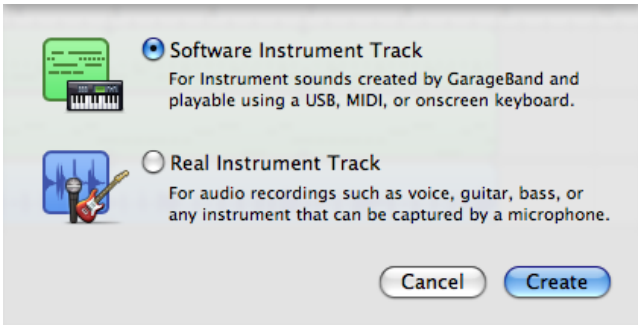 Software Instrument Track
For Instrument sounds created by GarageBand and
playable using a USB, MIDI, or onscreen keyboard.
Real Instrument Track
For audio recordings such as voice, guitar, bass, or
any instrument that can be captured by a microphone.
Cancel Create